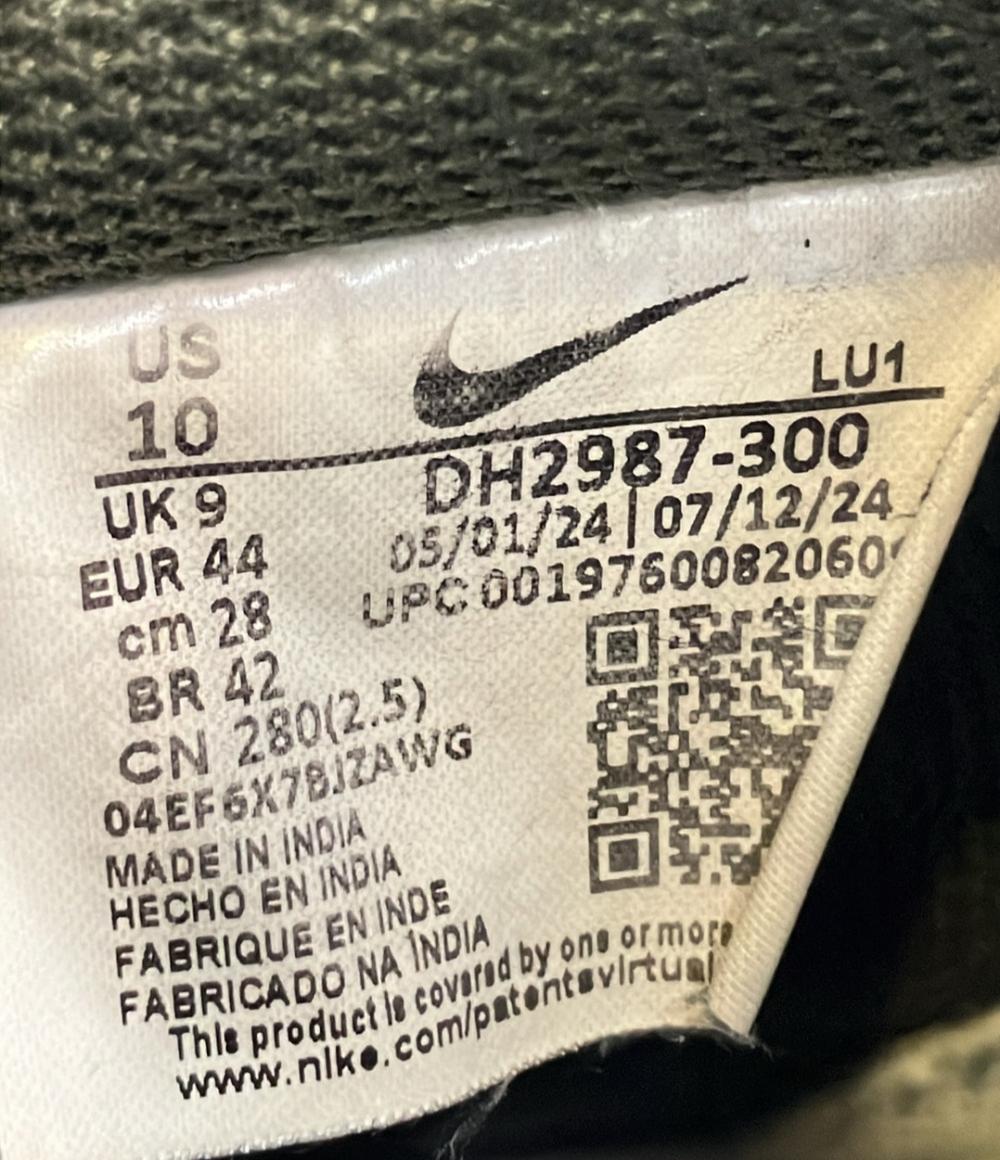 US
10
LU1
DH2987-300
UK 9
05/01/24 | 07/12/24
EUR 44
UPC 0019760082060
cm 28
BR 42
CN 280(2.5)
04EF6X7BJZAWG
MADE IN INDIA
HECHO EN INDIA
FABRIQUE EN INDE
FABRICADO NA ÍNDIA
This product is covered by one or more
www.nike.com/patentsvirtual